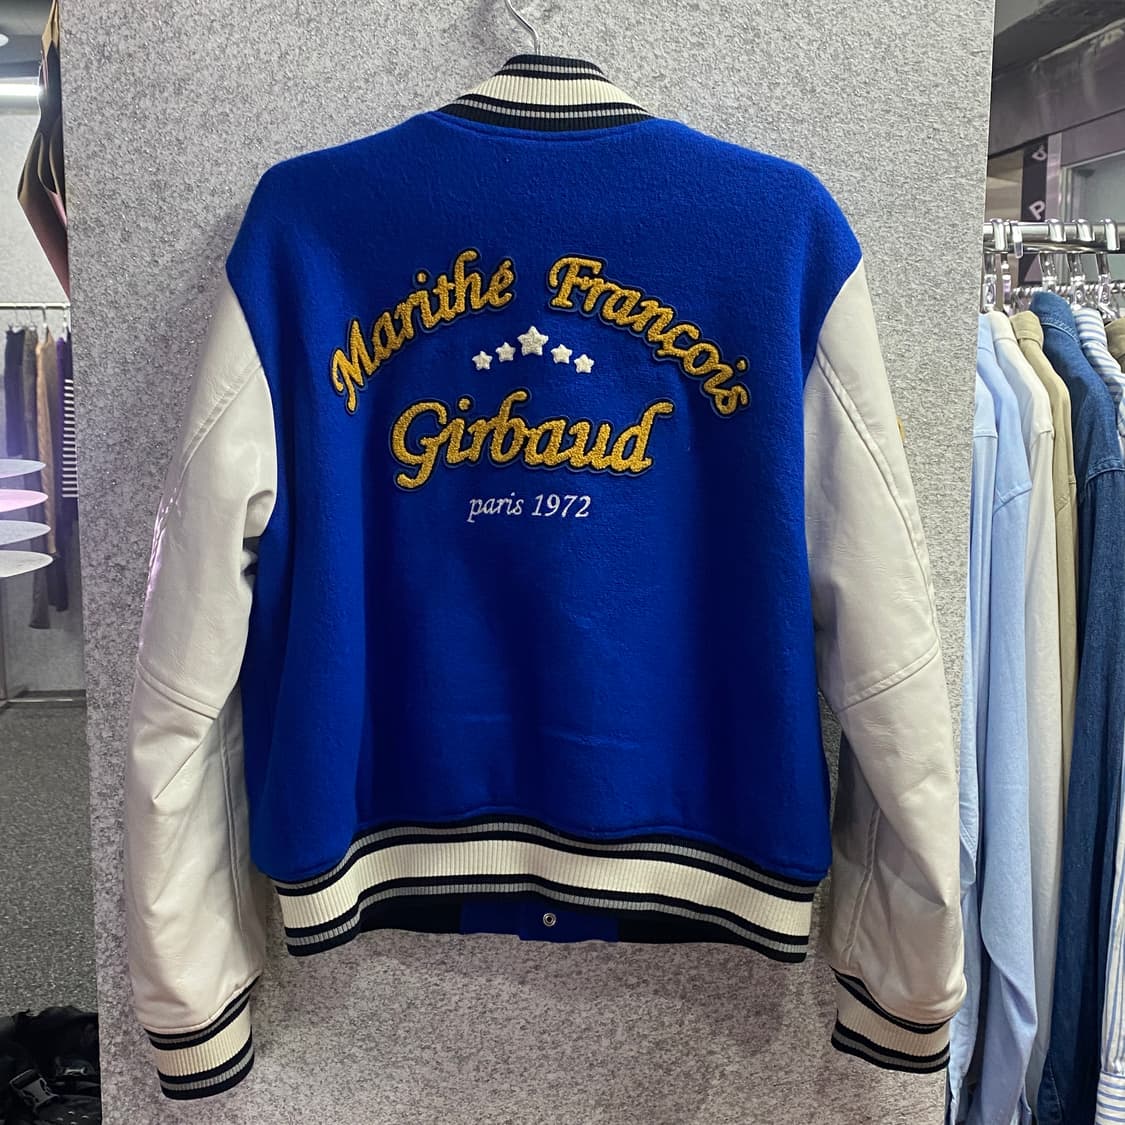 Marithé François
Girbaud
paris 1972